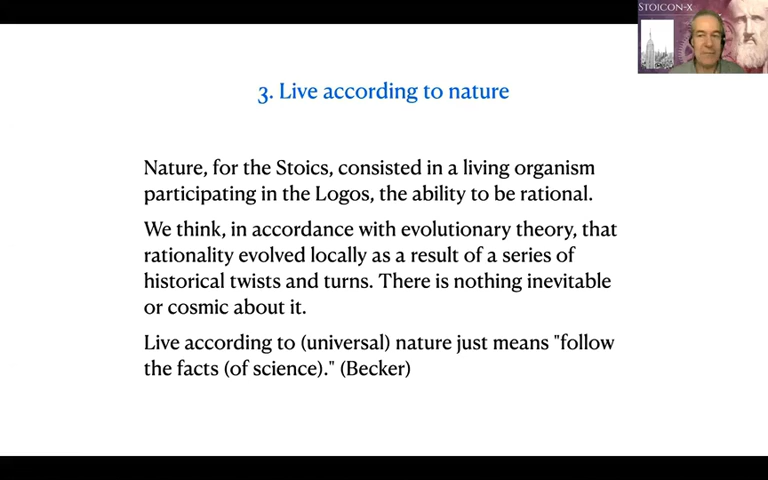 STOICON-X
3. Live according to nature
Nature, for the Stoics, consisted in a living organism
participating in the Logos, the ability to be rational.
We think, in accordance with evolutionary theory, that
rationality evolved locally as a result of a series of
historical twists and turns. There is nothing inevitable
or cosmic about it.
Live according to (universal) nature just means "follow
the facts (of science)." (Becker)